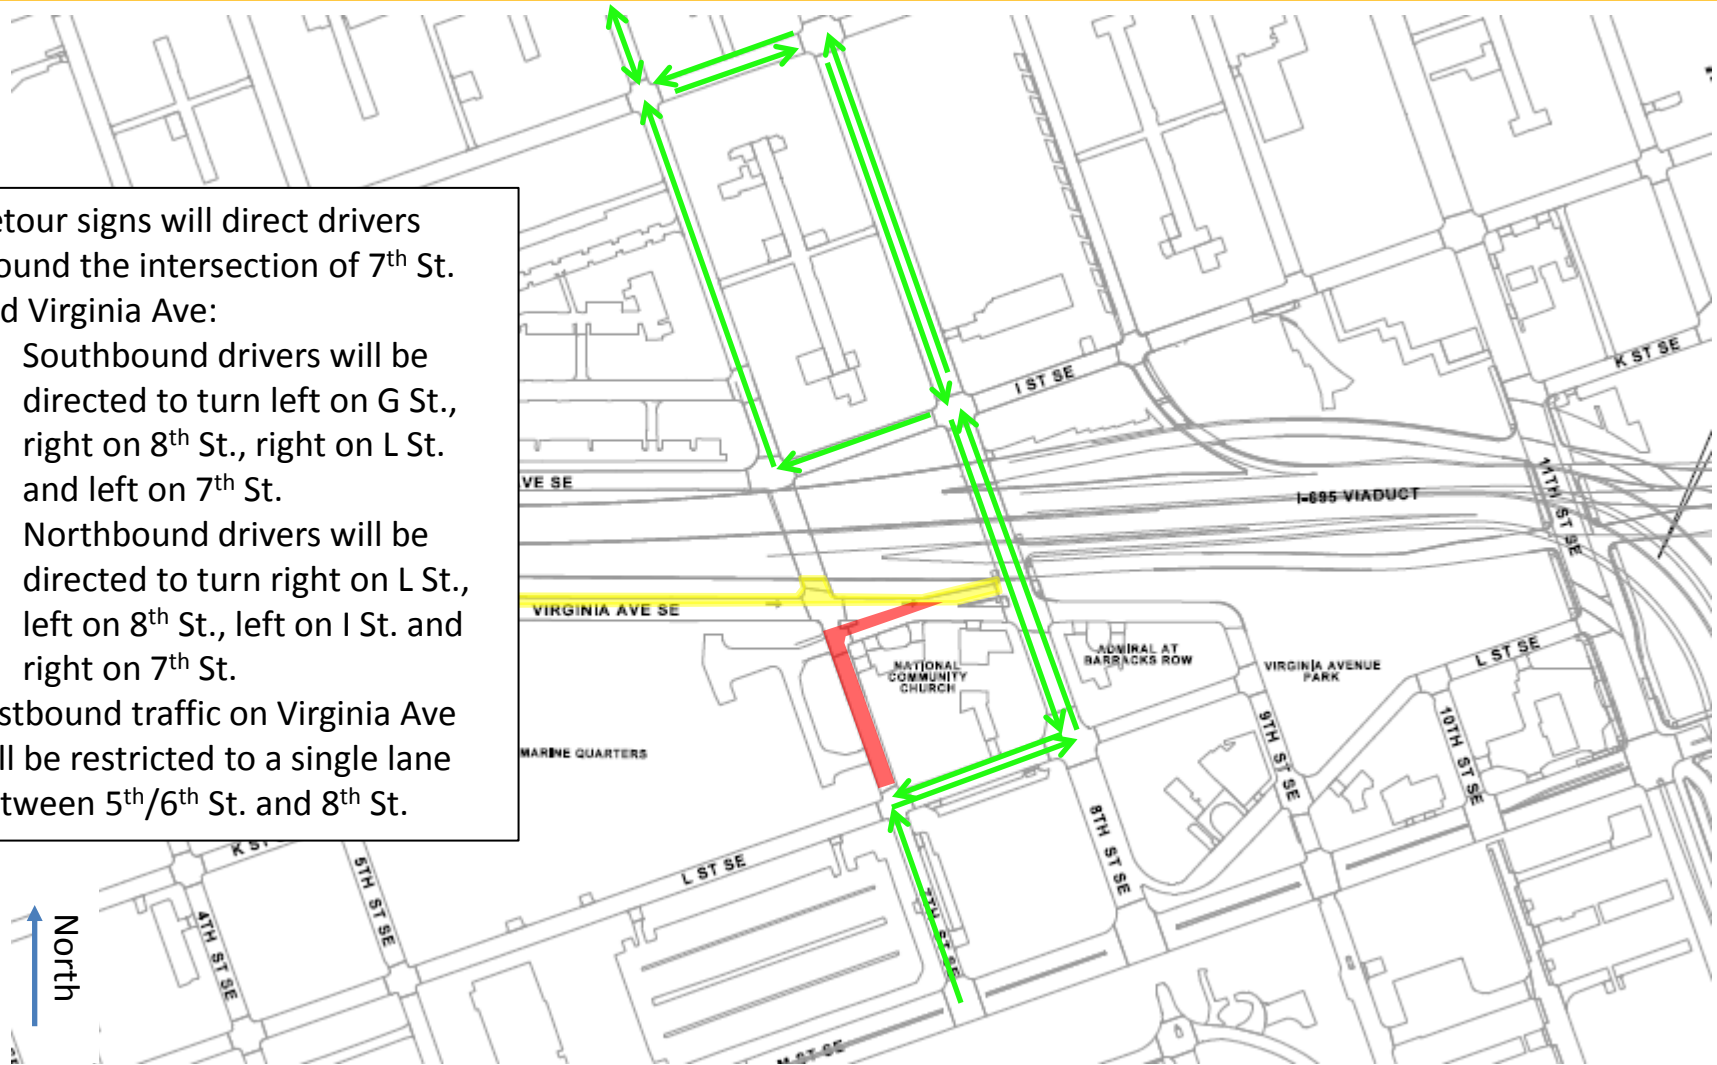 etour signs will direct drivers
ound the intersection of 7th St.
d Virginia Ave:
Southbound drivers will be
directed to turn left on G St.,
right on 8th St., right on L St.
and left on 7th St.
Northbound drivers will be
directed to turn right on L St.,
left on 8th St., left on I St. and
right on 7th St.
stbound traffic on Virginia Ave
ll be restricted to a single lane
tween 5th/6th St. and 8th St.
I ST SE
K ST SE
VE SE
I-695 VIADUCT
11TH ST SE
VIRGINIA AVE SE
NATIONAL
COMMUNITY
CHURCH
ADMIRAL AT
BARRACKS ROW
VIRGINIA AVENUE
PARK
L ST SE
MARINE QUARTERS
9TH ST SE
10TH ST SE
8TH ST SE
K ST
L ST SE
5TH ST SE
4TH ST SE
7TH ST SE
M ST SE
North